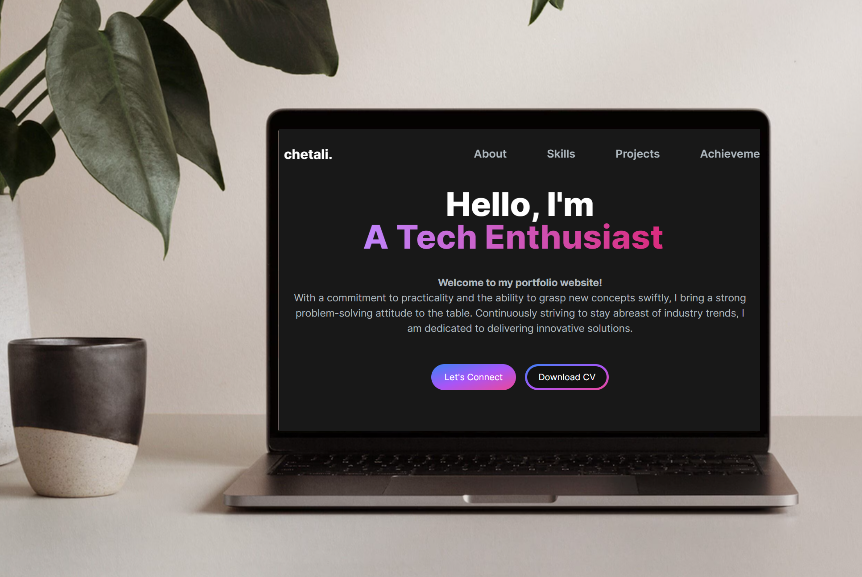 chetali.
About Skills Projects Achieveme
Hello, I'm
A Tech Enthusiast
Welcome to my portfolio website!
With a commitment to practicality and the ability to grasp new concepts swiftly, I bring a strong
problem-solving attitude to the table. Continuously striving to stay abreast of industry trends, I
am dedicated to delivering innovative solutions.
Let's Connect
Download CV